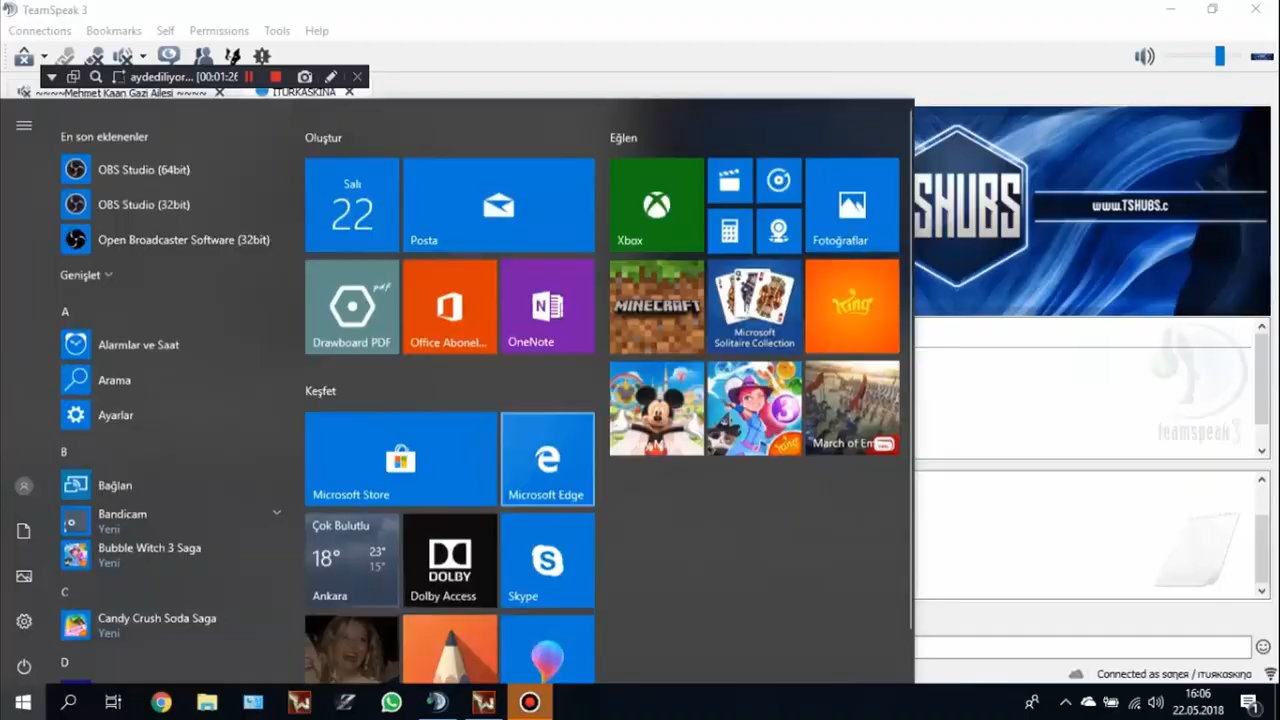 TeamSpeak 3
Connections Bookmarks Self Permissions Tools Help
aydediliyor... [00:01:26
~~~~Mehmet Kaan Gazi Ailesi ~~~~ ITURKASKINA
En son eklenenler
OBS Studio (64bit)
OBS Studio (32bit)
Open Broadcaster Software (32bit)
Genişlet
A
Alarmlar ve Saat
Arama
Ayarlar
B
Bağlan
Bandicam
Yeni
Bubble Witch 3 Saga
Yeni
C
Candy Crush Soda Saga
Yeni
D
Oluştur
Salı
22
Posta
Drawboard PDF
pdf
Office Abonel...
OneNote
Keşfet
Microsoft Store
Microsoft Edge
Çok Bulutlu
18° 23°
15°
Ankara
DOLBY
Dolby Access
Skype
Eğlen
Xbox
Fotoğraflar
MINECRAFT
Microsoft
Solitaire Collection
King
King
March of Em
TSHUBS
www.TSHUBS.c
teamspeak 3
Connected as saner / iTURKASKINA
16:06
22.05.2018
1